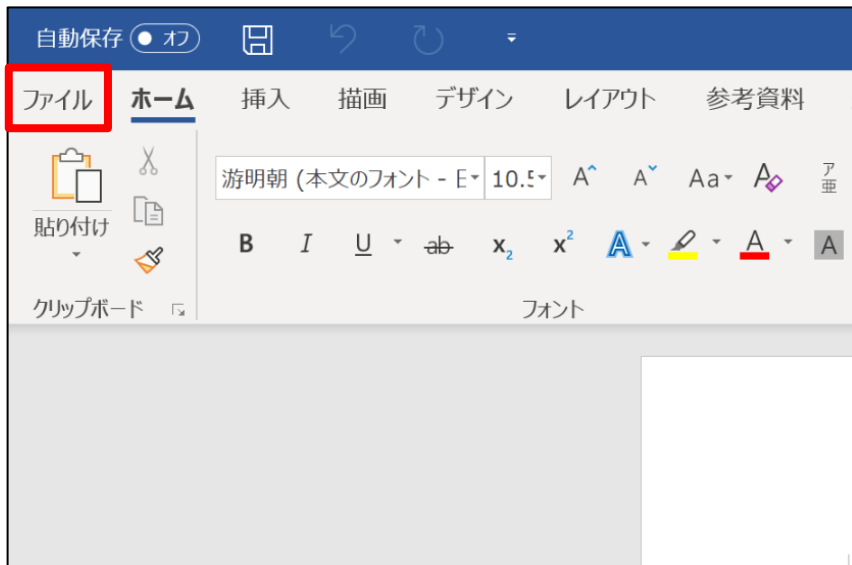 自動保存 オフ
ファイル ホーム 挿入 描画 デザイン レイアウト 参考資料
游明朝 (本文のフォント - E 10.5 A A Aa A ア亜
貼り付け
B I U ab x₂ x² A A A
クリップボード フォント